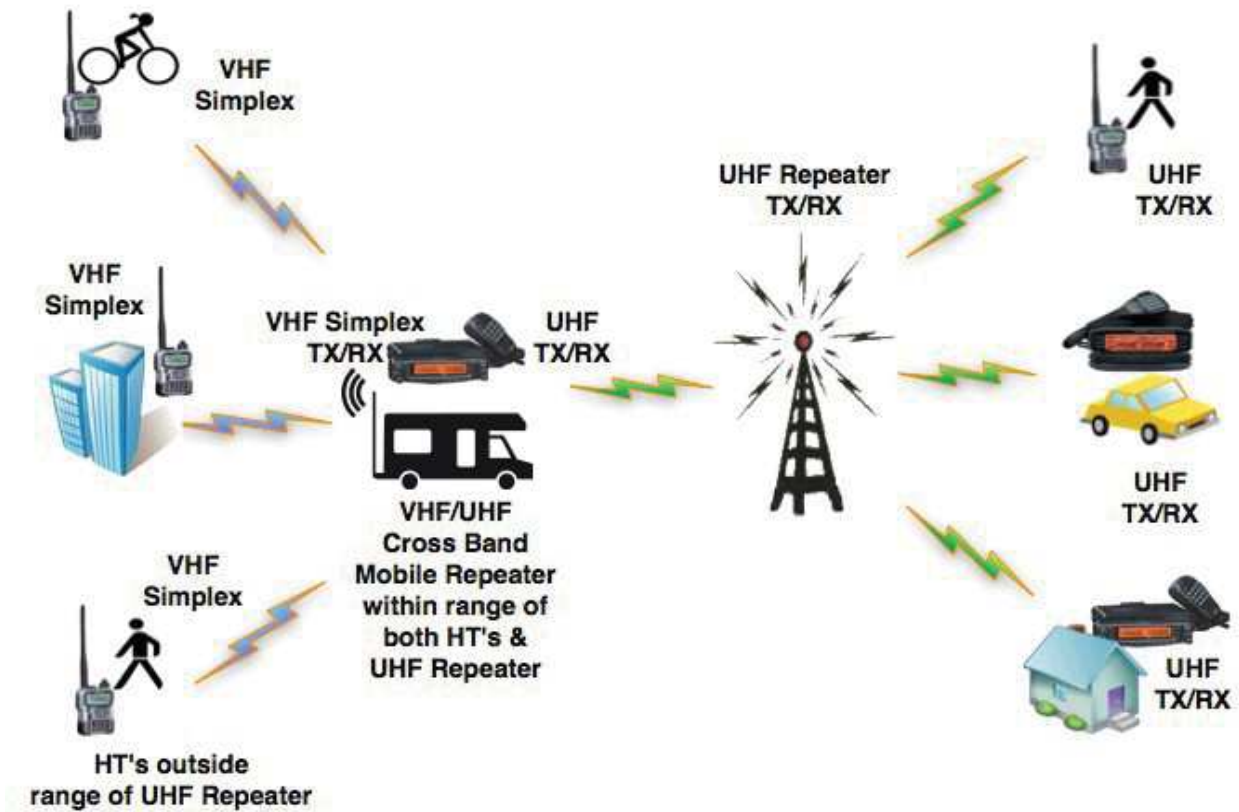 VHF
Simplex
VHF
Simplex
VHF Simplex
TX/RX
UHF
TX/RX
VHF/UHF
Cross Band
Mobile Repeater
within range of
both HT's &
UHF Repeater
VHF
Simplex
HT's outside
range of UHF Repeater
UHF Repeater
TX/RX
UHF
TX/RX
UHF
TX/RX
UHF
TX/RX